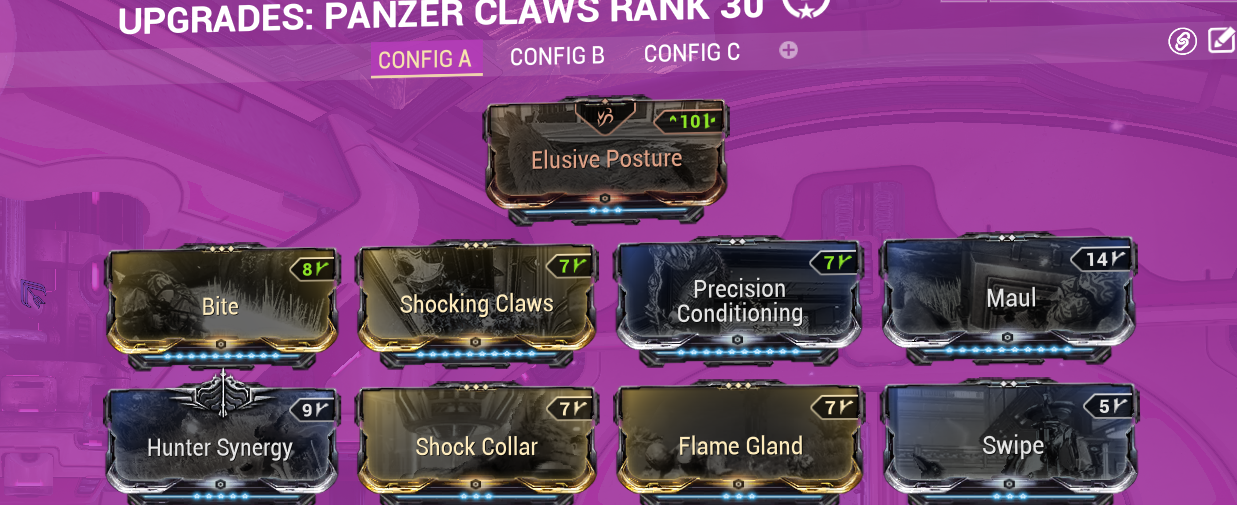 UPGRADES: PANZER CLAWS RANK 30
CONFIG A CONFIG B CONFIG C
101
Elusive Posture
8 7 7 14
Bite Shocking Claws Precision Conditioning Maul
9 7 7 5
Hunter Synergy Shock Collar Flame Gland Swipe